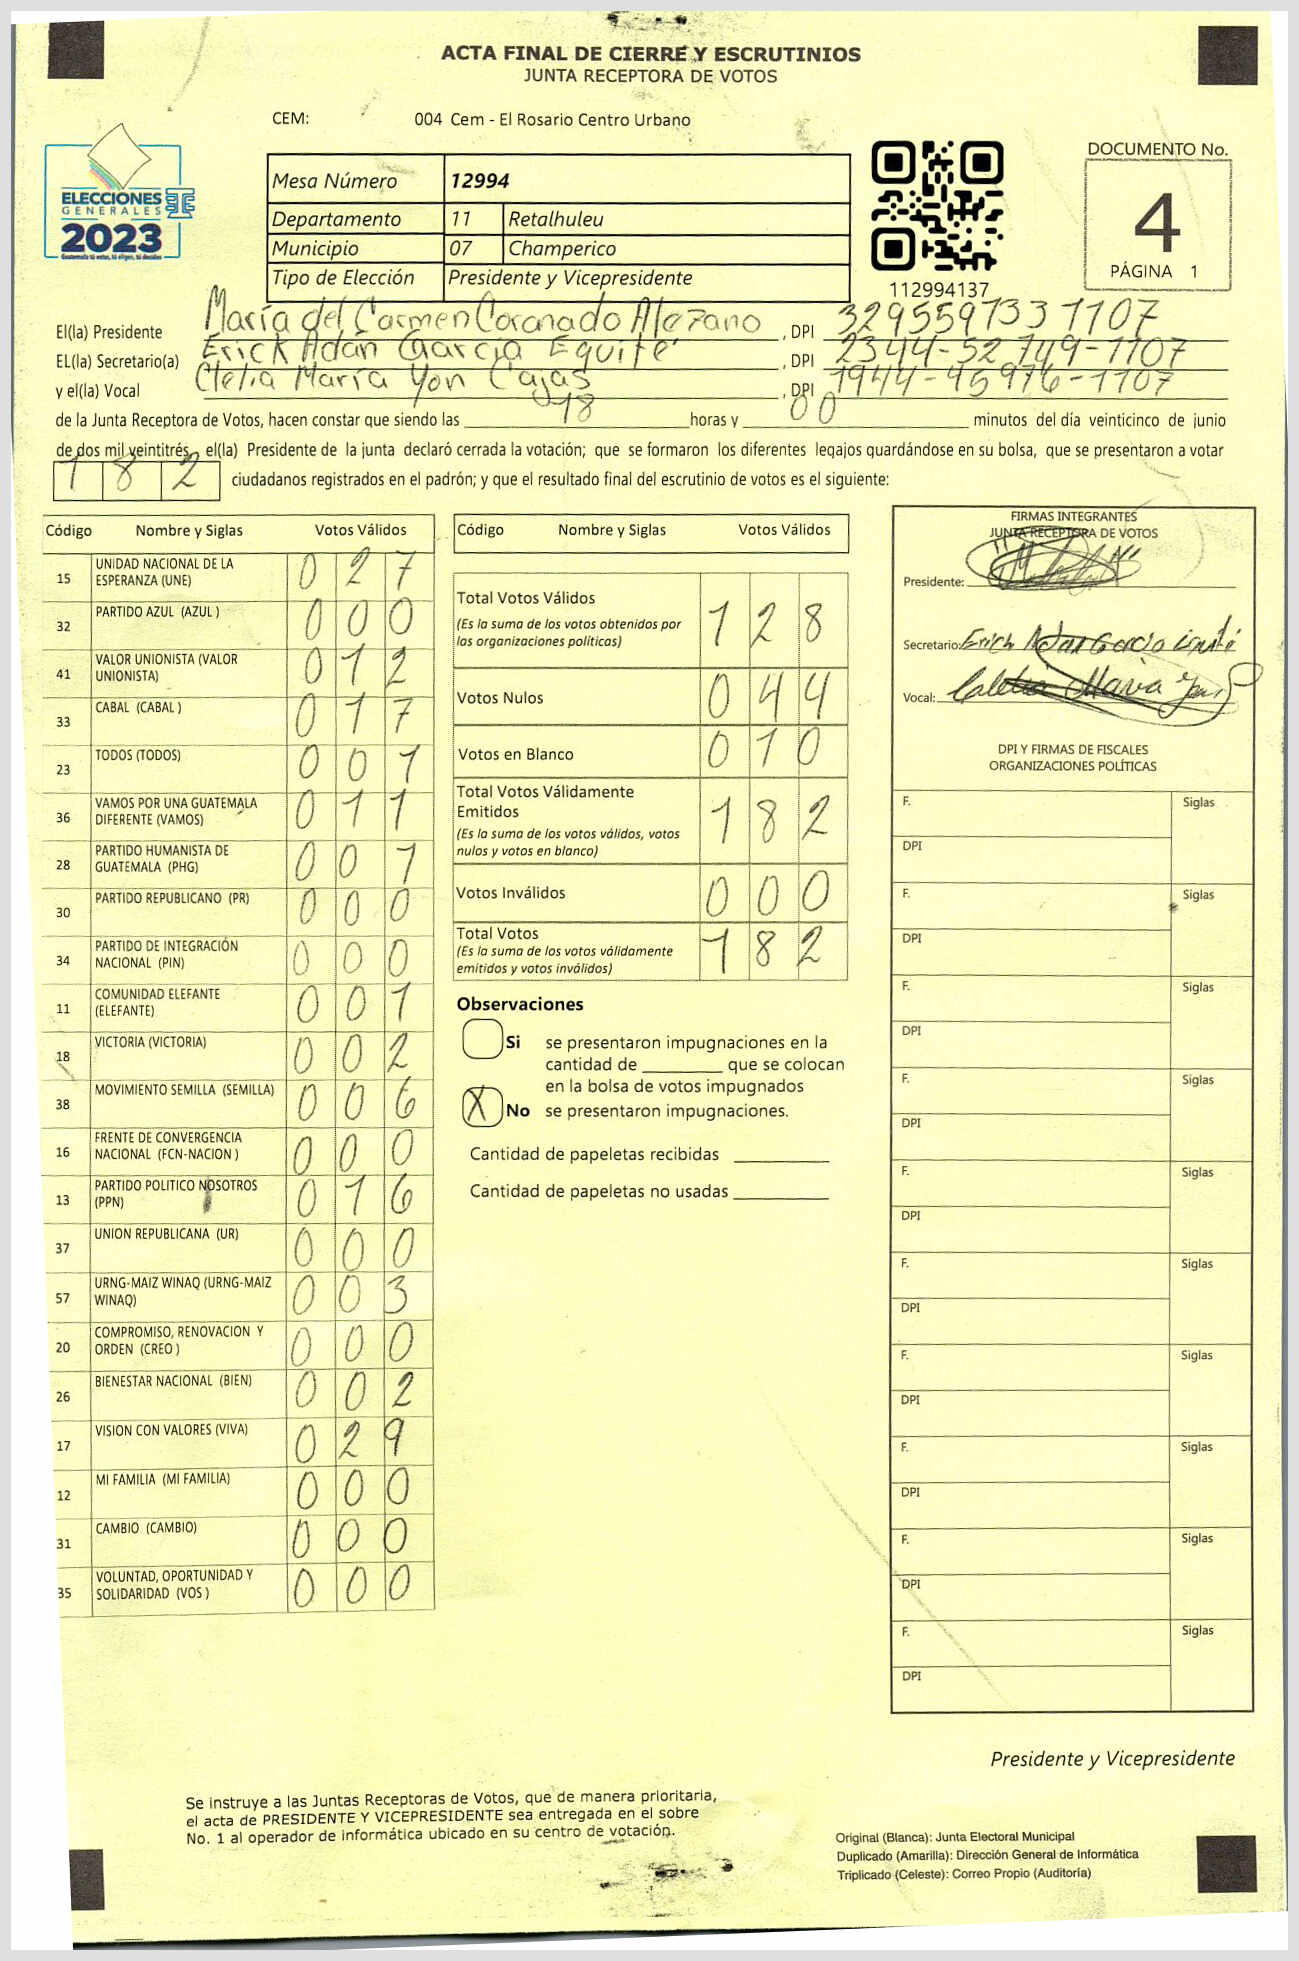 ACTA FINAL DE CIERRE Y ESCRUTINIOS
JUNTA RECEPTORA DE VOTOS
CEM: 004 Cem - El Rosario Centro Urbano
ELECCIONES
GENERALES
2023
Guatemala tú votas, tú eliges, tú decides
Mesa Número 12994
Departamento 11 Retalhuleu
Municipio 07 Champerico
Tipo de Elección Presidente y Vicepresidente
112994137
DOCUMENTO No.
4
PÁGINA 1
El(la) Presidente María del Carmen Coronado , DPI 3295597331107
EL(la) Secretario(a) Erick Adán Gaarcia Equité , DPI 2344-52749-1107
y el(la) Vocal Clelia María Yon Cajas , DPI 1944-45976-1107
de la Junta Receptora de Votos, hacen constar que siendo las 18 horas y 00 minutos del día veinticinco de junio
de dos mil veintitrés el(la) Presidente de la junta declaró cerrada la votación; que se formaron los diferentes legajos guardándose en su bolsa, que se presentaron a votar
182 ciudadanos registrados en el padrón; y que el resultado final del escrutinio de votos es el siguiente:
Código Nombre y Siglas Votos Válidos
15 UNIDAD NACIONAL DE LA ESPERANZA (UNE) 0 2 7
32 PARTIDO AZUL (AZUL ) 0 0 0
41 VALOR UNIONISTA (VALOR UNIONISTA) 0 1 2
33 CABAL (CABAL ) 0 1 7
23 TODOS (TODOS) 0 0 1
36 VAMOS POR UNA GUATEMALA DIFERENTE (VAMOS) 0 1 1
28 PARTIDO HUMANISTA DE GUATEMALA (PHG) 0 0 1
30 PARTIDO REPUBLICANO (PR) 0 0 0
34 PARTIDO DE INTEGRACIÓN NACIONAL (PIN) 0 0 0
11 COMUNIDAD ELEFANTE (ELEFANTE) 0 0 1
18 VICTORIA (VICTORIA) 0 0 2
38 MOVIMIENTO SEMILLA (SEMILLA) 0 0 6
16 FRENTE DE CONVERGENCIA NACIONAL (FCN-NACION ) 0 0 0
13 PARTIDO POLITICO NOSOTROS (PPN) 0 1 6
37 UNION REPUBLICANA (UR) 0 0 0
57 URNG-MAIZ WINAQ (URNG-MAIZ WINAQ) 0 0 3
20 COMPROMISO, RENOVACION Y ORDEN (CREO ) 0 0 0
26 BIENESTAR NACIONAL (BIEN) 0 0 2
17 VISION CON VALORES (VIVA) 0 2 9
12 MI FAMILIA (MI FAMILIA) 0 0 0
31 CAMBIO (CAMBIO) 0 0 0
35 VOLUNTAD, OPORTUNIDAD Y SOLIDARIDAD (VOS ) 0 0 0
Código Nombre y Siglas Votos Válidos
Total Votos Válidos 1 2 8
(Es la suma de los votos obtenidos por
las organizaciones políticas)
Votos Nulos 0 4 4
Votos en Blanco 0 1 0
Total Votos Válidamente
Emitidos 1 8 2
(Es la suma de los votos válidos, votos
nulos y votos en blanco)
Votos Inválidos 0 0 0
Total Votos 1 8 2
(Es la suma de los votos válidamente
emitidos y votos inválidos)
Observaciones
Si se presentaron impugnaciones en la
cantidad de ________ que se colocan
en la bolsa de votos impugnados
X No se presentaron impugnaciones.
Cantidad de papeletas recibidas
Cantidad de papeletas no usadas
FIRMAS INTEGRANTES
JUNTA RECEPTORA DE VOTOS
Presidente:
Secretario: Erick
Vocal: María
DPI Y FIRMAS DE FISCALES
ORGANIZACIONES POLÍTICAS
F. Siglas
DPI
F. Siglas
DPI
F. Siglas
DPI
F. Siglas
DPI
F. Siglas
DPI
F. Siglas
DPI
F. Siglas
DPI
F. Siglas
DPI
F. Siglas
DPI
F. Siglas
DPI
Presidente y Vicepresidente
Se instruye a las Juntas Receptoras de Votos, que de manera prioritaria,
el acta de PRESIDENTE Y VICEPRESIDENTE sea entregada en el sobre
No. 1 al operador de informática ubicado en su centro de votación.
Original (Blanca): Junta Electoral Municipal
Duplicado (Amarilla): Dirección General de Informática
Triplicado (Celeste): Correo Propio (Auditoría)